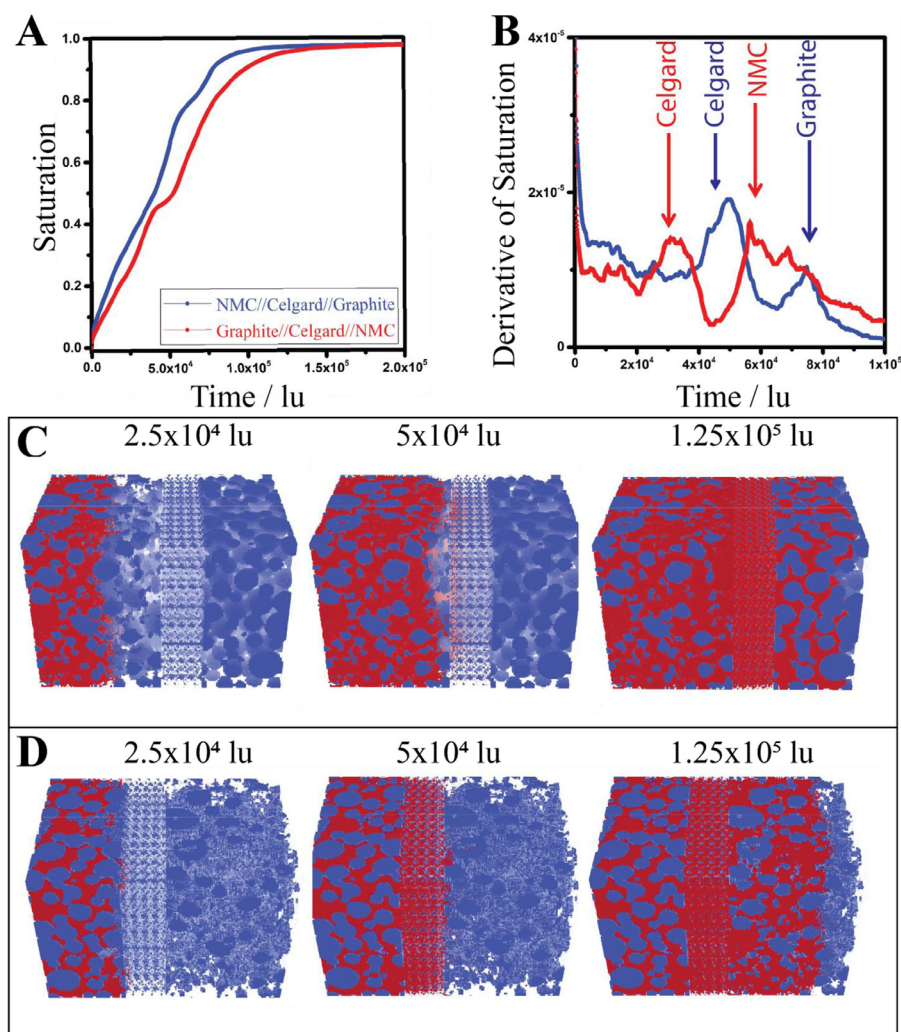 A
Saturation
1.0
0.8
0.6
0.4
0.2
0.0
NMC//Celgard//Graphite
Graphite//Celgard//NMC
0.0 5.0x10⁴ 1.0x10⁵ 1.5x10⁵ 2.0x10⁵
Time / lu
B
Derivative of Saturation
4x10⁻⁵
2x10⁻⁵
0
Celgard
Celgard
NMC
Graphite
0 2x10⁴ 4x10⁴ 6x10⁴ 8x10⁴ 1x10⁵
Time / lu
C
2.5x10⁴ lu 5x10⁴ lu 1.25x10⁵ lu
D
2.5x10⁴ lu 5x10⁴ lu 1.25x10⁵ lu